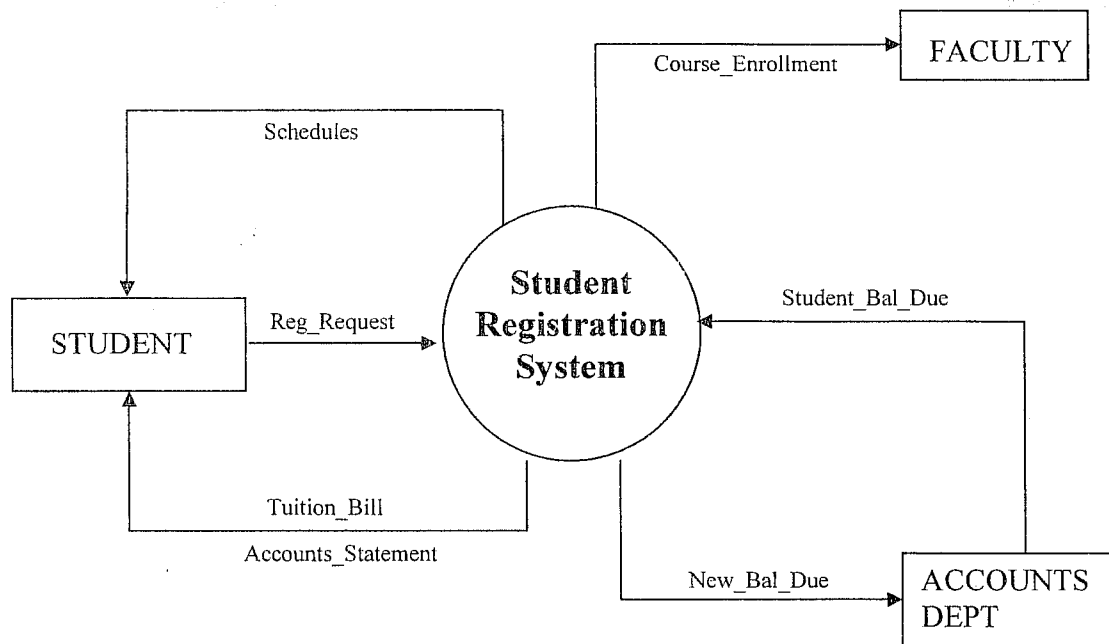 FACULTY
Course_Enrollment
Schedules
Student
Registration
System
Student_Bal_Due
Reg_Request
STUDENT
Tuition_Bill
Accounts_Statement
New_Bal_Due
ACCOUNTS
DEPT